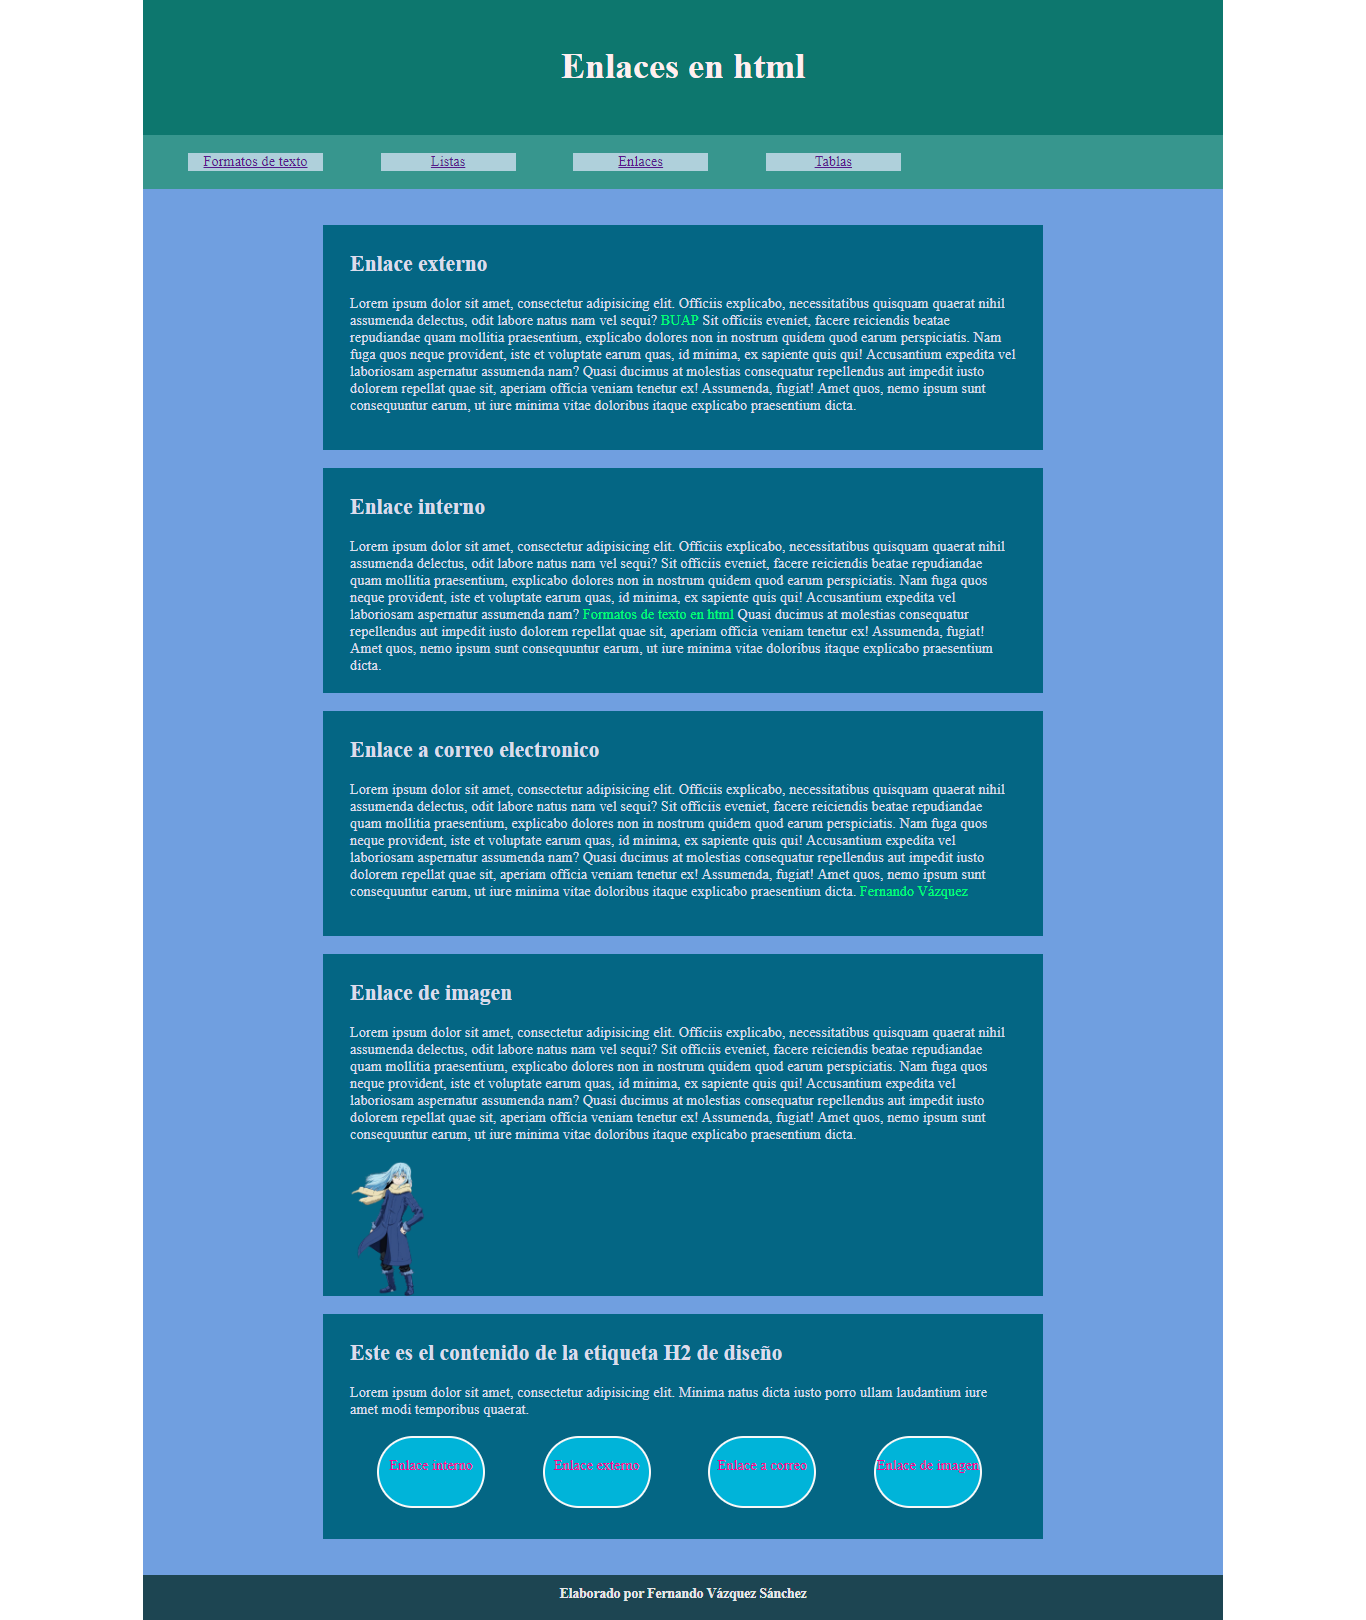 Enlaces en html
Formatos de texto
Listas
Enlaces
Tablas
Enlace externo
Lorem ipsum dolor sit amet, consectetur adipisicing elit. Officiis explicabo, necessitatibus quisquam quaerat nihil
assumenda delectus, odit labore natus nam vel sequi? BUAP Sit officiis eveniet, facere reiciendis beatae
repudiandae quam mollitia praesentium, explicabo dolores non in nostrum quidem quod earum perspiciatis. Nam
fuga quos neque provident, iste et voluptate earum quas, id minima, ex sapiente quis qui! Accusantium expedita vel
laboriosam aspernatur assumenda nam? Quasi ducimus at molestias consequatur repellendus aut impedit iusto
dolorem repellat quae sit, aperiam officia veniam tenetur ex! Assumenda, fugiat! Amet quos, nemo ipsum sunt
consequuntur earum, ut iure minima vitae doloribus itaque explicabo praesentium dicta.
Enlace interno
Lorem ipsum dolor sit amet, consectetur adipisicing elit. Officiis explicabo, necessitatibus quisquam quaerat nihil
assumenda delectus, odit labore natus nam vel sequi? Sit officiis eveniet, facere reiciendis beatae repudiandae
quam mollitia praesentium, explicabo dolores non in nostrum quidem quod earum perspiciatis. Nam fuga quos
neque provident, iste et voluptate earum quas, id minima, ex sapiente quis qui! Accusantium expedita vel
laboriosam aspernatur assumenda nam? Formatos de texto en html Quasi ducimus at molestias consequatur
repellendus aut impedit iusto dolorem repellat quae sit, aperiam officia veniam tenetur ex! Assumenda, fugiat!
Amet quos, nemo ipsum sunt consequuntur earum, ut iure minima vitae doloribus itaque explicabo praesentium
dicta.
Enlace a correo electronico
Lorem ipsum dolor sit amet, consectetur adipisicing elit. Officiis explicabo, necessitatibus quisquam quaerat nihil
assumenda delectus, odit labore natus nam vel sequi? Sit officiis eveniet, facere reiciendis beatae repudiandae
quam mollitia praesentium, explicabo dolores non in nostrum quidem quod earum perspiciatis. Nam fuga quos
neque provident, iste et voluptate earum quas, id minima, ex sapiente quis qui! Accusantium expedita vel
laboriosam aspernatur assumenda nam? Quasi ducimus at molestias consequatur repellendus aut impedit iusto
dolorem repellat quae sit, aperiam officia veniam tenetur ex! Assumenda, fugiat! Amet quos, nemo ipsum sunt
consequuntur earum, ut iure minima vitae doloribus itaque explicabo praesentium dicta. Fernando Vázquez
Enlace de imagen
Lorem ipsum dolor sit amet, consectetur adipisicing elit. Officiis explicabo, necessitatibus quisquam quaerat nihil
assumenda delectus, odit labore natus nam vel sequi? Sit officiis eveniet, facere reiciendis beatae repudiandae
quam mollitia praesentium, explicabo dolores non in nostrum quidem quod earum perspiciatis. Nam fuga quos
neque provident, iste et voluptate earum quas, id minima, ex sapiente quis qui! Accusantium expedita vel
laboriosam aspernatur assumenda nam? Quasi ducimus at molestias consequatur repellendus aut impedit iusto
dolorem repellat quae sit, aperiam officia veniam tenetur ex! Assumenda, fugiat! Amet quos, nemo ipsum sunt
consequuntur earum, ut iure minima vitae doloribus itaque explicabo praesentium dicta.
Este es el contenido de la etiqueta H2 de diseño
Lorem ipsum dolor sit amet, consectetur adipisicing elit. Minima natus dicta iusto porro ullam laudantium iure
amet modi temporibus quaerat.
Enlace interno
Enlace externo
Enlace a correo
Enlace de imagen
Elaborado por Fernando Vázquez Sánchez